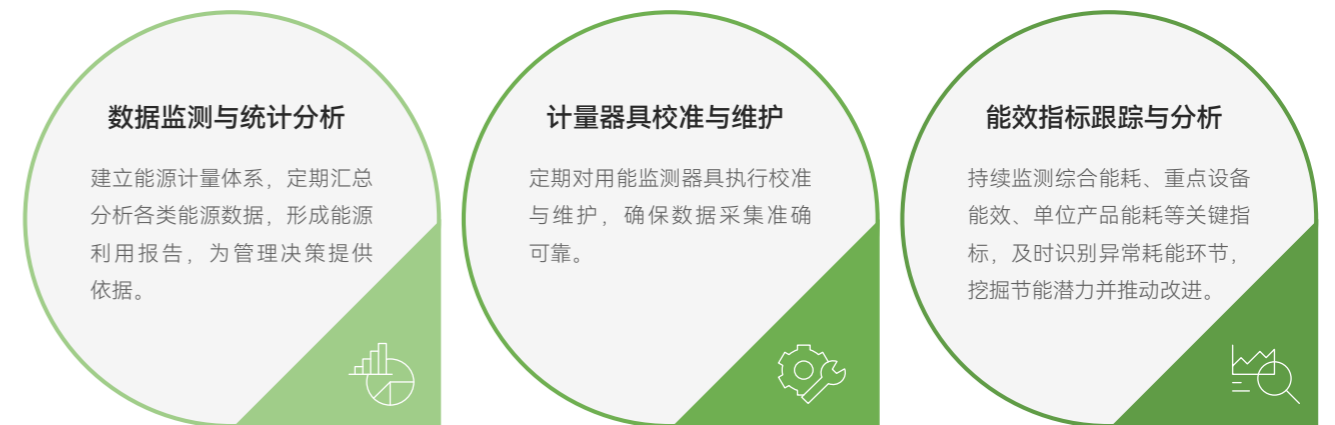 数据监测与统计分析
建立能源计量体系，定期汇总
分析各类能源数据，形成能源
利用报告，为管理决策提供
依据。
计量器具校准与维护
定期对用能监测器具执行校准
与维护，确保数据采集准确
可靠。
能效指标跟踪与分析
持续监测综合能耗、重点设备
能效、单位产品能耗等关键指
标，及时识别异常耗能环节，
挖掘节能潜力并推动改进。